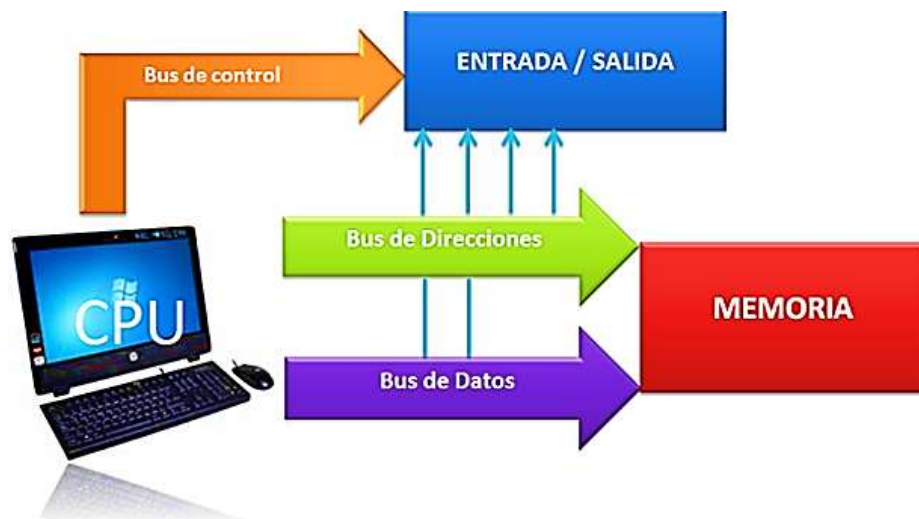 Bus de control
ENTRADA / SALIDA
Bus de Direcciones
CPU
MEMORIA
Bus de Datos